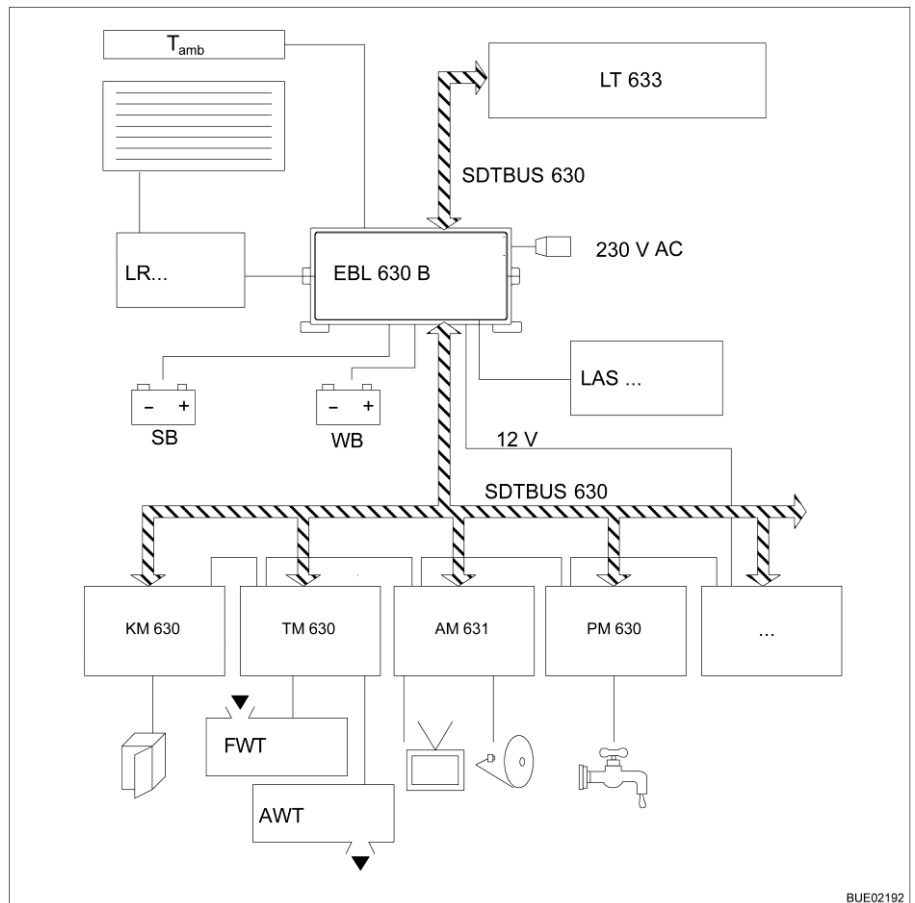 Tamb
LT 633
SDTBUS 630
230 V AC
LR...
EBL 630 B
LAS ...
- +
SB
- +
WB
12 V
SDTBUS 630
KM 630
TM 630
AM 631
PM 630
...
FWT
AWT
BUE02192